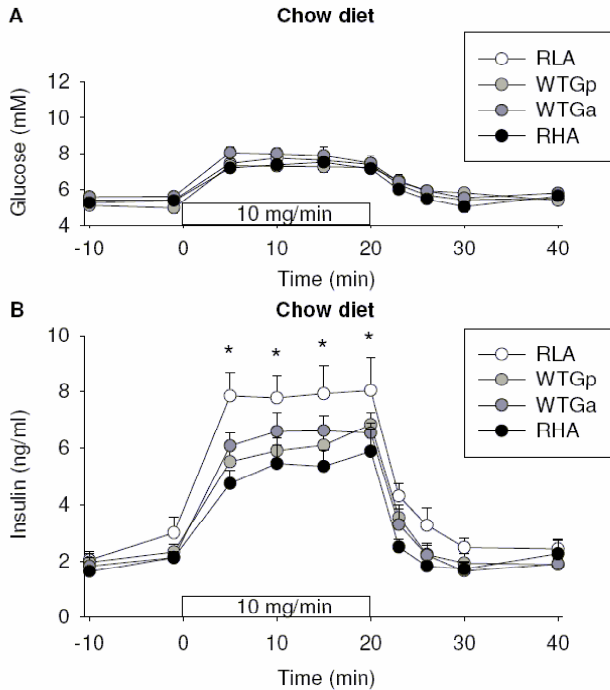 A
Chow diet
12
10
8
6
4
Glucose (mM)
RLA
WTGp
WTGa
RHA
10 mg/min
-10 0 10 20 30 40
Time (min)
B
Chow diet
10
8
6
4
2
0
Insulin (ng/ml)
* * * *
RLA
WTGp
WTGa
RHA
10 mg/min
-10 0 10 20 30 40
Time (min)